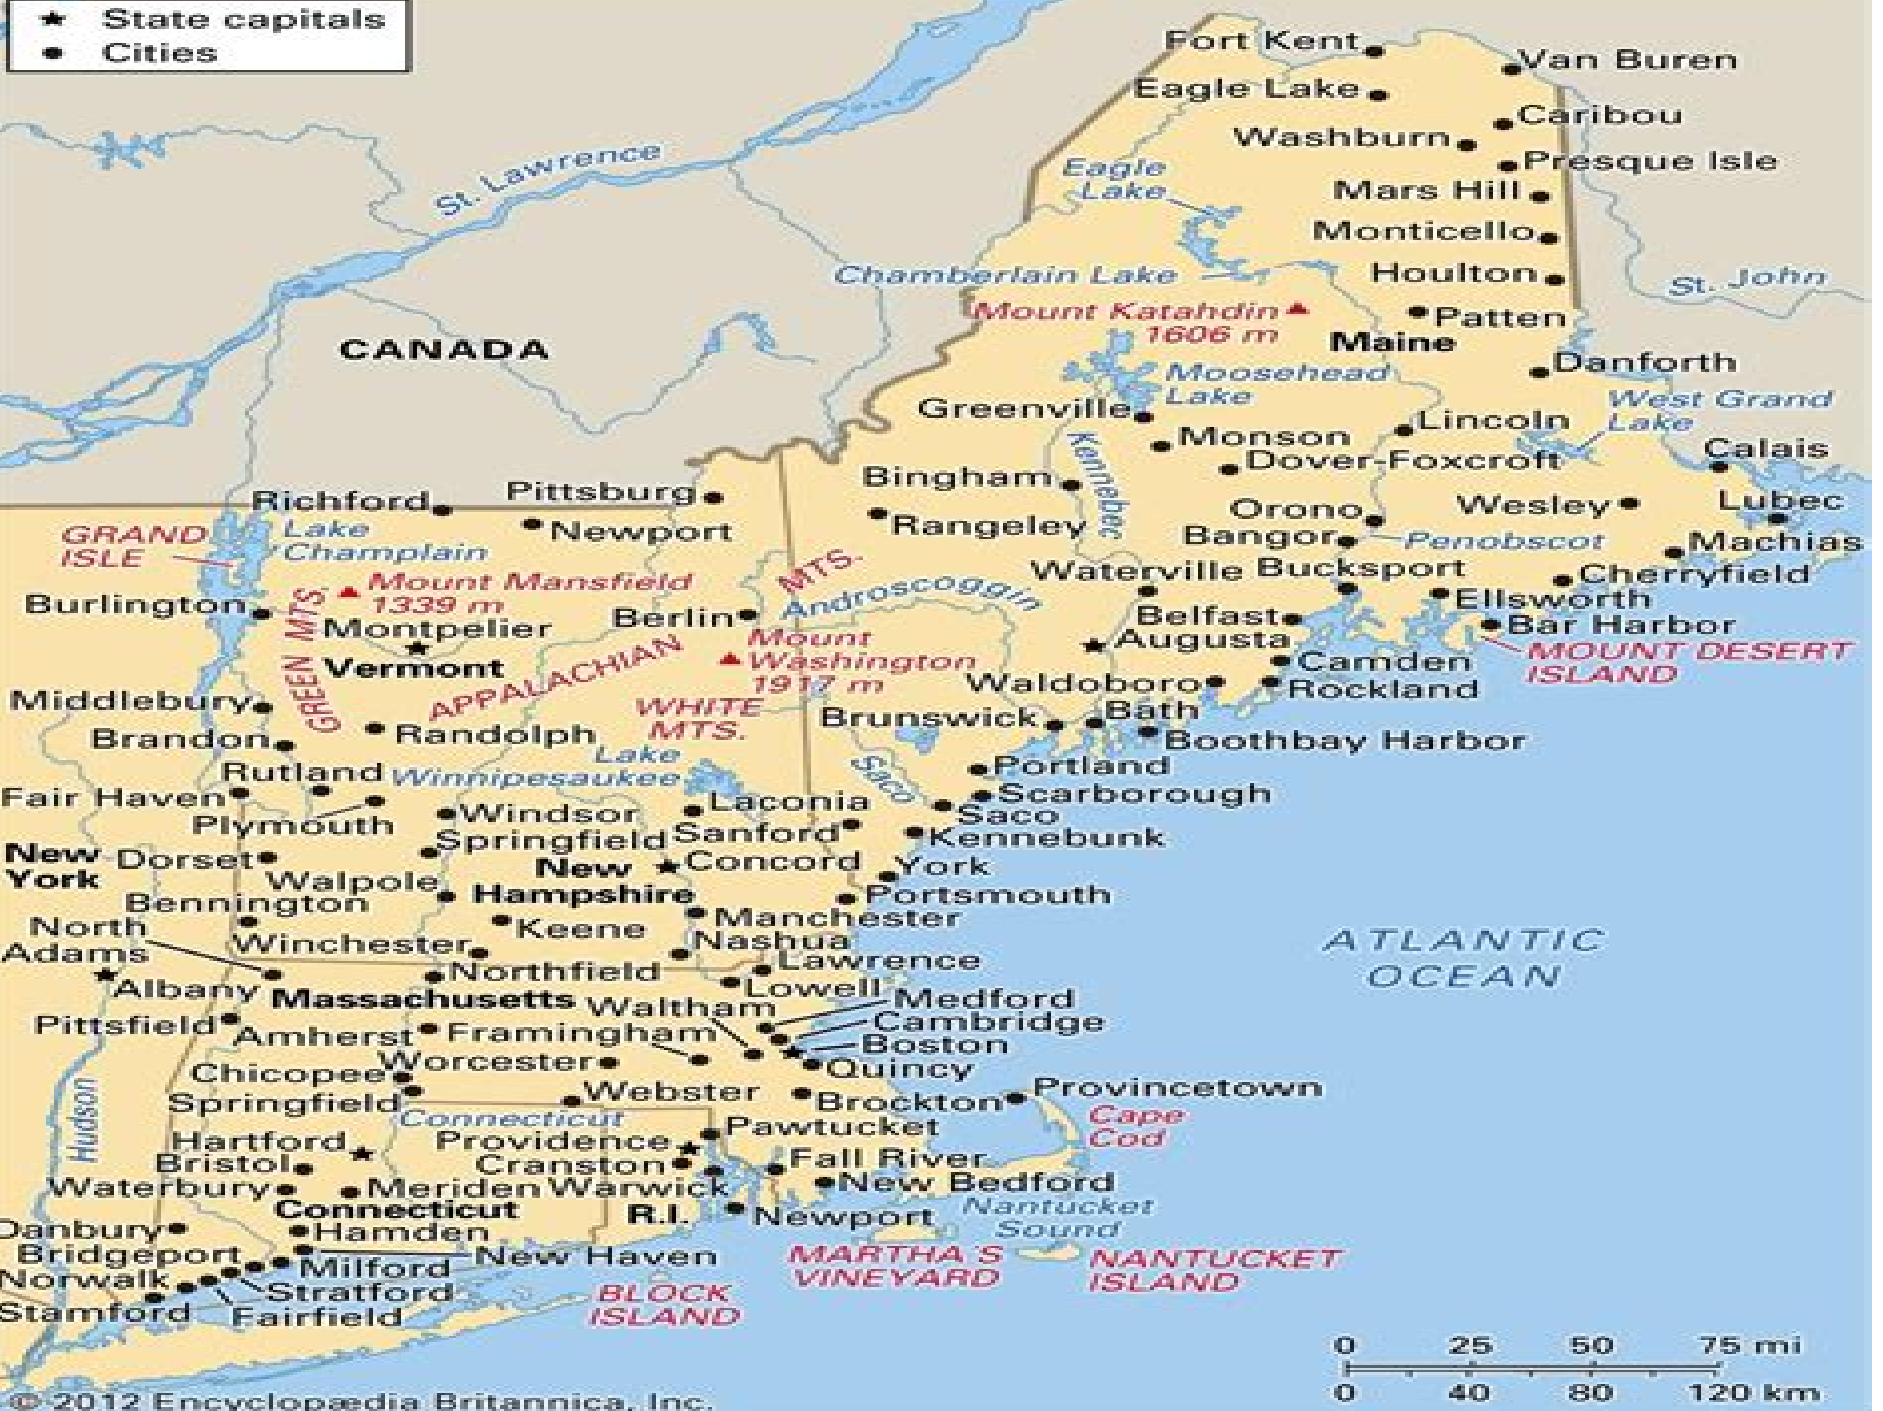 State capitals
Cities
Fort Kent
Van Buren
Eagle Lake
Caribou
Washburn
Presque Isle
Eagle
Lake
St. Lawrence
Mars Hill
Monticello
Chamberlain Lake
Houlton
St. John
Mount Katahdin
1606 m
Patten
CANADA
Maine
Danforth
Moosehead
Lake
West Grand
Lake
Greenville
Lincoln
Kennebec
Monson
Calais
Dover-Foxcroft
Bingham
Richford
Pittsburg
Orono
Wesley
Lubec
GRAND
ISLE
Lake
Champlain
Newport
Rangeley
Bangor
Penobscot
Machias
MTS.
Waterville
Bucksport
Cherryfield
Mount Mansfield
1339 m
Burlington
GREEN MTS.
Androscoggin
Ellsworth
Montpelier
Berlin
Belfast
Bar Harbor
Augusta
MOUNT DESERT
ISLAND
Vermont
APPALACHIAN
Mount
Washington
1917 m
Camden
Waldoboro
Rockland
Middlebury
WHITE
MTS.
Brunswick
Bath
Brandon
Randolph
Boothbay Harbor
Lake
Winnipesaukee
Saco
Portland
Rutland
Fair Haven
Scarborough
Laconia
Plymouth
Windsor
Saco
Springfield
Sanford
Kennebunk
New
York
Dorset
New
Hampshire
Concord
York
Walpole
Portsmouth
Bennington
Manchester
North
Adams
Keene
ATLANTIC
OCEAN
Winchester
Nashua
Lawrence
Northfield
Albany
Massachusetts
Lowell
Waltham
Medford
Pittsfield
Amherst
Framingham
Cambridge
Boston
Worcester
Quincy
Chicopee
Webster
Provincetown
Springfield
Brockton
Cape
Cod
Hudson
Connecticut
Pawtucket
Hartford
Providence
Bristol
Cranston
Fall River
Waterbury
Meriden
Warwick
New Bedford
Connecticut
R.I.
Newport
Nantucket
Sound
Danbury
Hamden
Bridgeport
New Haven
MARTHA'S
VINEYARD
NANTUCKET
ISLAND
Norwalk
Milford
Stratford
BLOCK
ISLAND
Stamford
Fairfield
0 25 50 75 mi
0 40 80 120 km
© 2012 Encyclopædia Britannica, Inc.